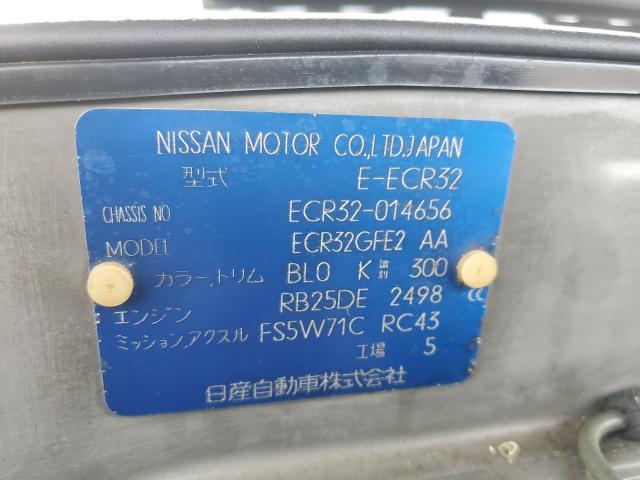 NISSAN MOTOR CO.,LTD.JAPAN
型式 E-ECR32
CHASSIS NO ECR32-014656
MODEL ECR32GFE2 AA
カラー,トリム BL0 K 識別 300
エンジン RB25DE 2498 CC
ミッション,アクスル FS5W71C RC43
工場 5
日産自動車株式会社